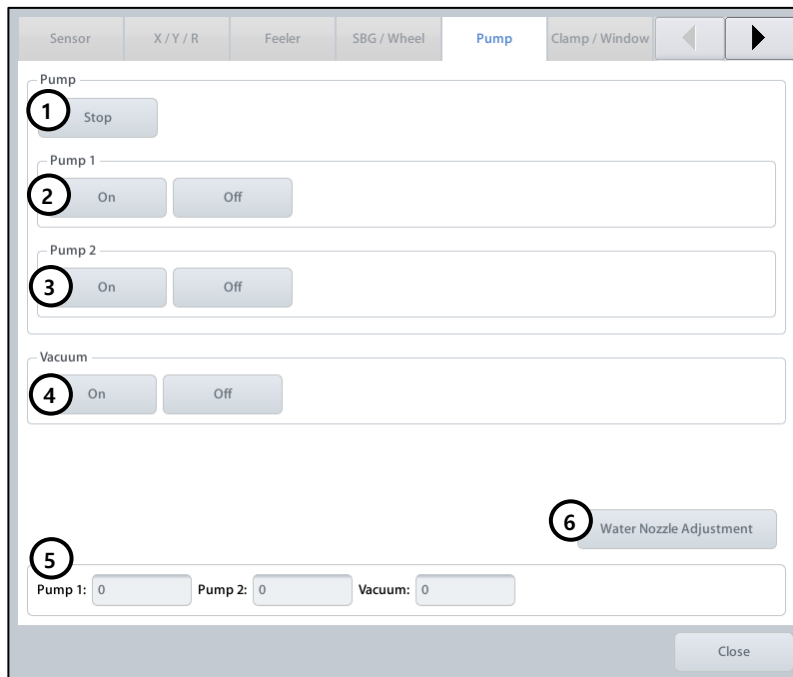 Sensor X / Y / R Feeler SBG / Wheel Pump Clamp / Window
Pump
1 Stop
Pump 1
2 On Off
Pump 2
3 On Off
Vacuum
4 On Off
6 Water Nozzle Adjustment
5
Pump 1: 0 Pump 2: 0 Vacuum: 0
Close